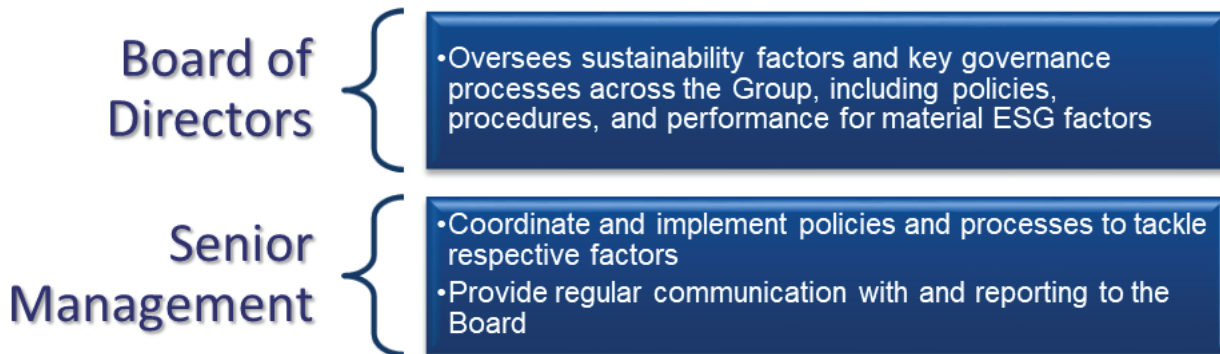 Board of
Directors
•Oversees sustainability factors and key governance
processes across the Group, including policies,
procedures, and performance for material ESG factors
Senior
Management
•Coordinate and implement policies and processes to tackle
respective factors
•Provide regular communication with and reporting to the
Board